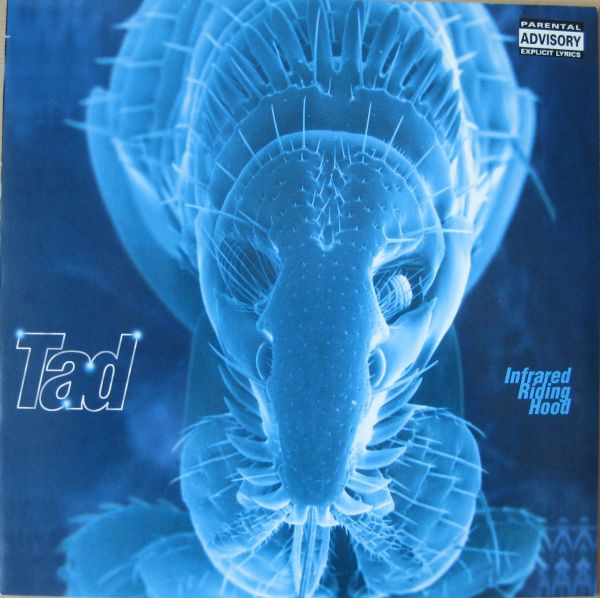 PARENTAL
ADVISORY
EXPLICIT LYRICS
Tad
Infrared
Riding
Hood